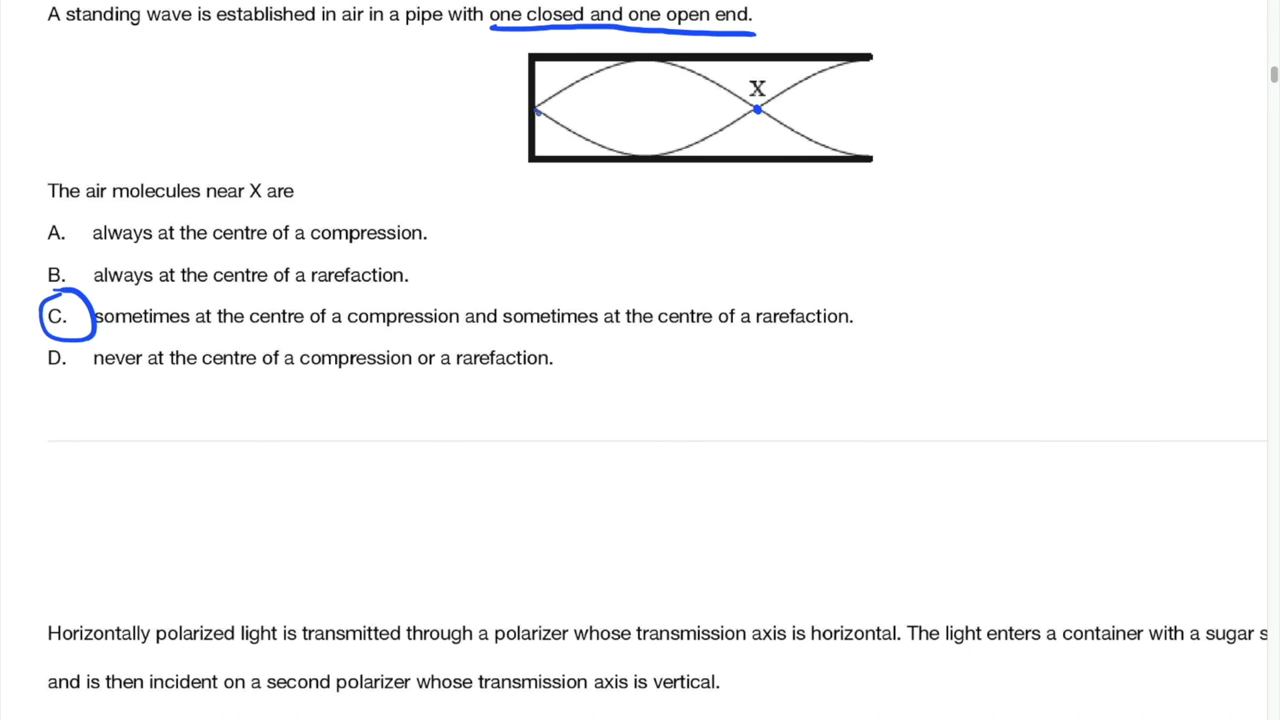 A standing wave is established in air in a pipe with one closed and one open end.
X
The air molecules near X are
A. always at the centre of a compression.
B. always at the centre of a rarefaction.
C. sometimes at the centre of a compression and sometimes at the centre of a rarefaction.
D. never at the centre of a compression or a rarefaction.
Horizontally polarized light is transmitted through a polarizer whose transmission axis is horizontal. The light enters a container with a sugar s
and is then incident on a second polarizer whose transmission axis is vertical.